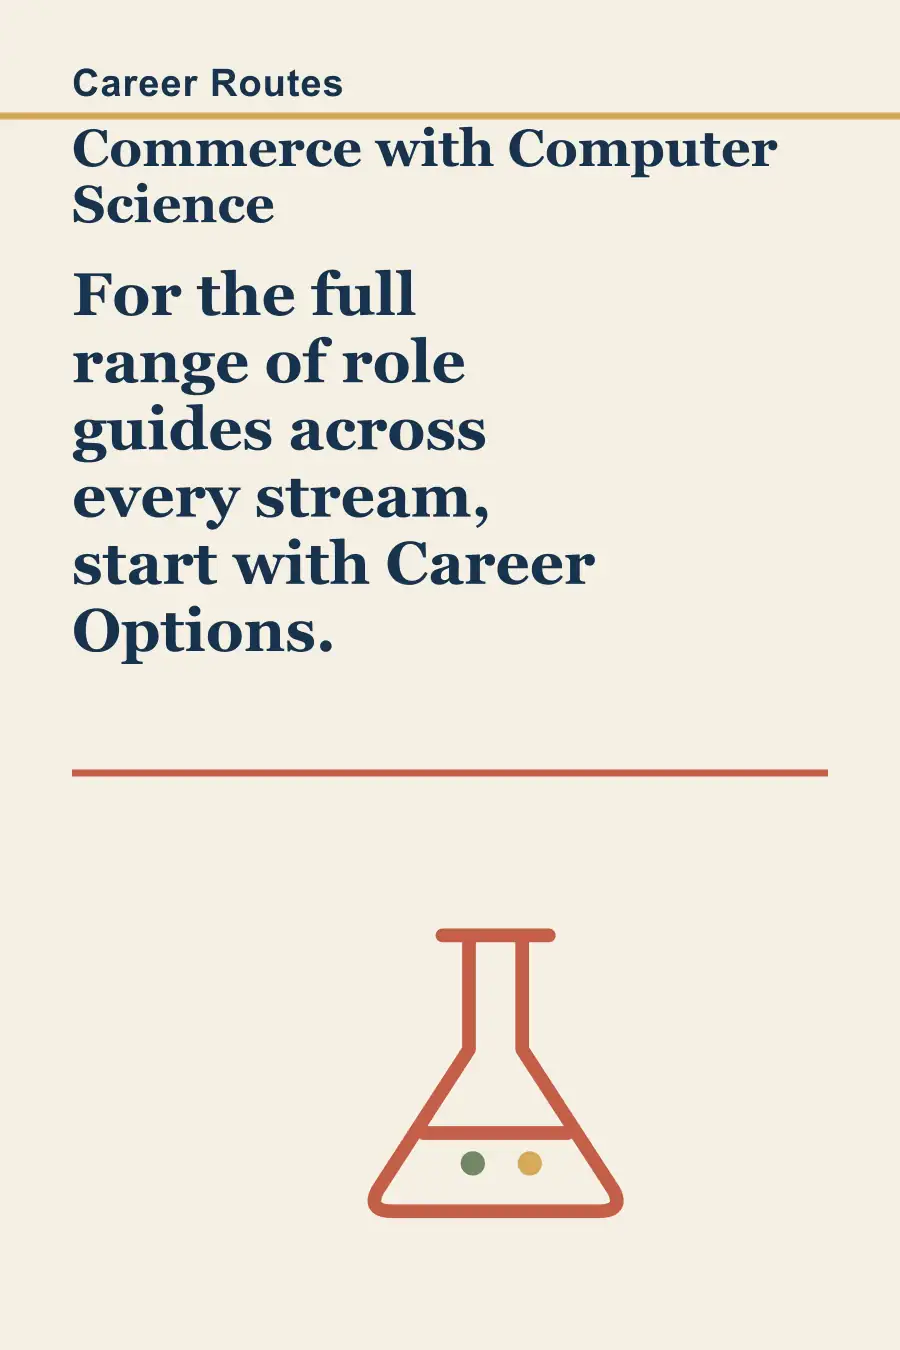 Career Routes
Commerce with Computer
Science
For the full
range of role
guides across
every stream,
start with Career
Options.